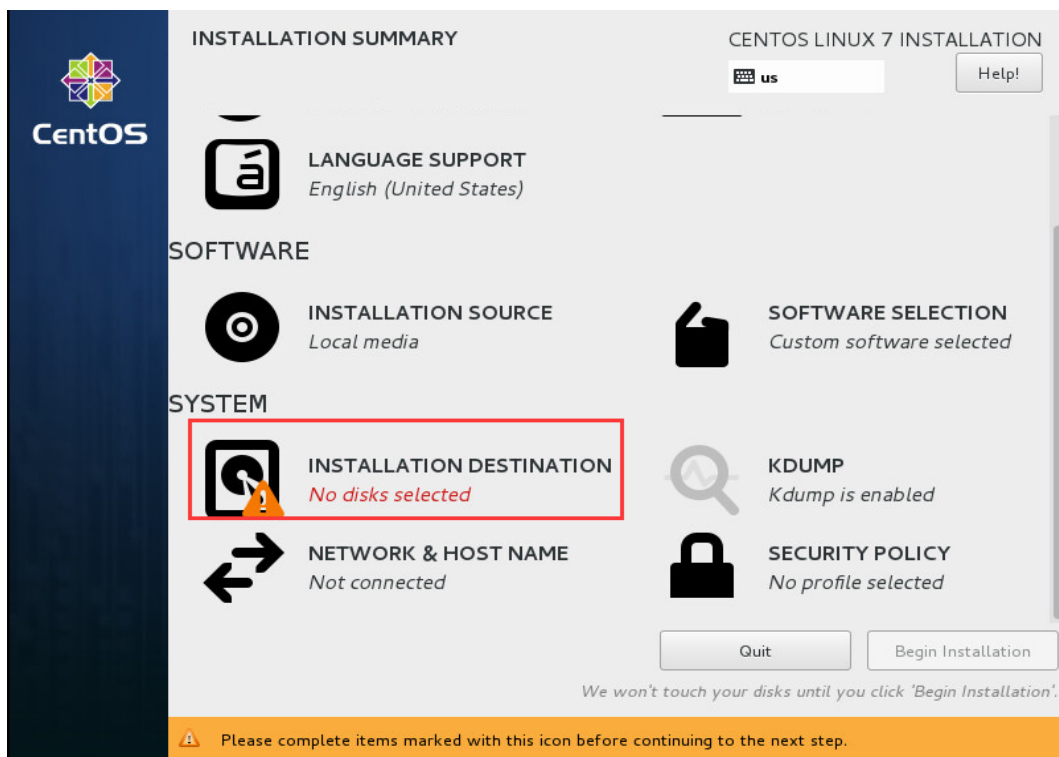 INSTALLATION SUMMARY
CENTOS LINUX 7 INSTALLATION
us
Help!
CentOS
á
LANGUAGE SUPPORT
English (United States)
SOFTWARE
INSTALLATION SOURCE
Local media
SOFTWARE SELECTION
Custom software selected
SYSTEM
INSTALLATION DESTINATION
No disks selected
KDUMP
Kdump is enabled
NETWORK & HOST NAME
Not connected
SECURITY POLICY
No profile selected
Quit
Begin Installation
We won't touch your disks until you click 'Begin Installation'.
Please complete items marked with this icon before continuing to the next step.